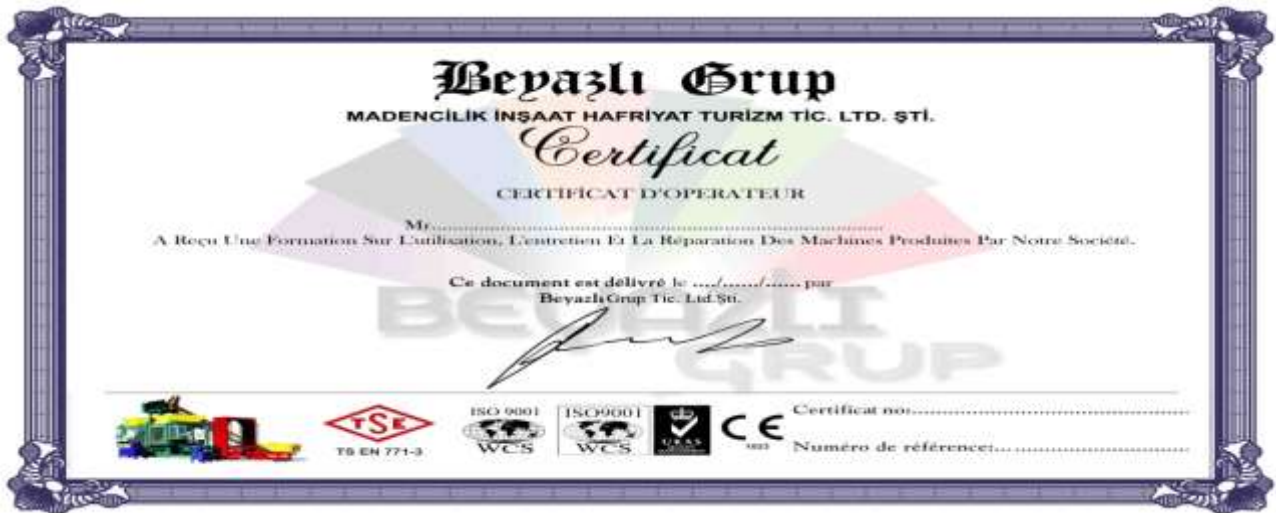 Beyazlı Grup
MADENCİLİK İNŞAAT HAFRİYAT TURİZM TİC. LTD. ŞTİ.
Certificat
CERTIFİCAT D'OPERATEUR
Mr..............................................................................
A Reçu Une Formation Sur L'utilisation, L'entretien Et La Réparation Des Machines Produites Par Notre Société.
Ce document est délivré le ..../....../...... par
Beyazlı Grup Tic. Ltd.Şti.
BEYAZLI
GRUP
TSE
TS EN 771-3
ISO 9001
WCS
ISO9001
WCS
UKAS
CE
Certificat no:......................................................
Numéro de référence:... ...................................